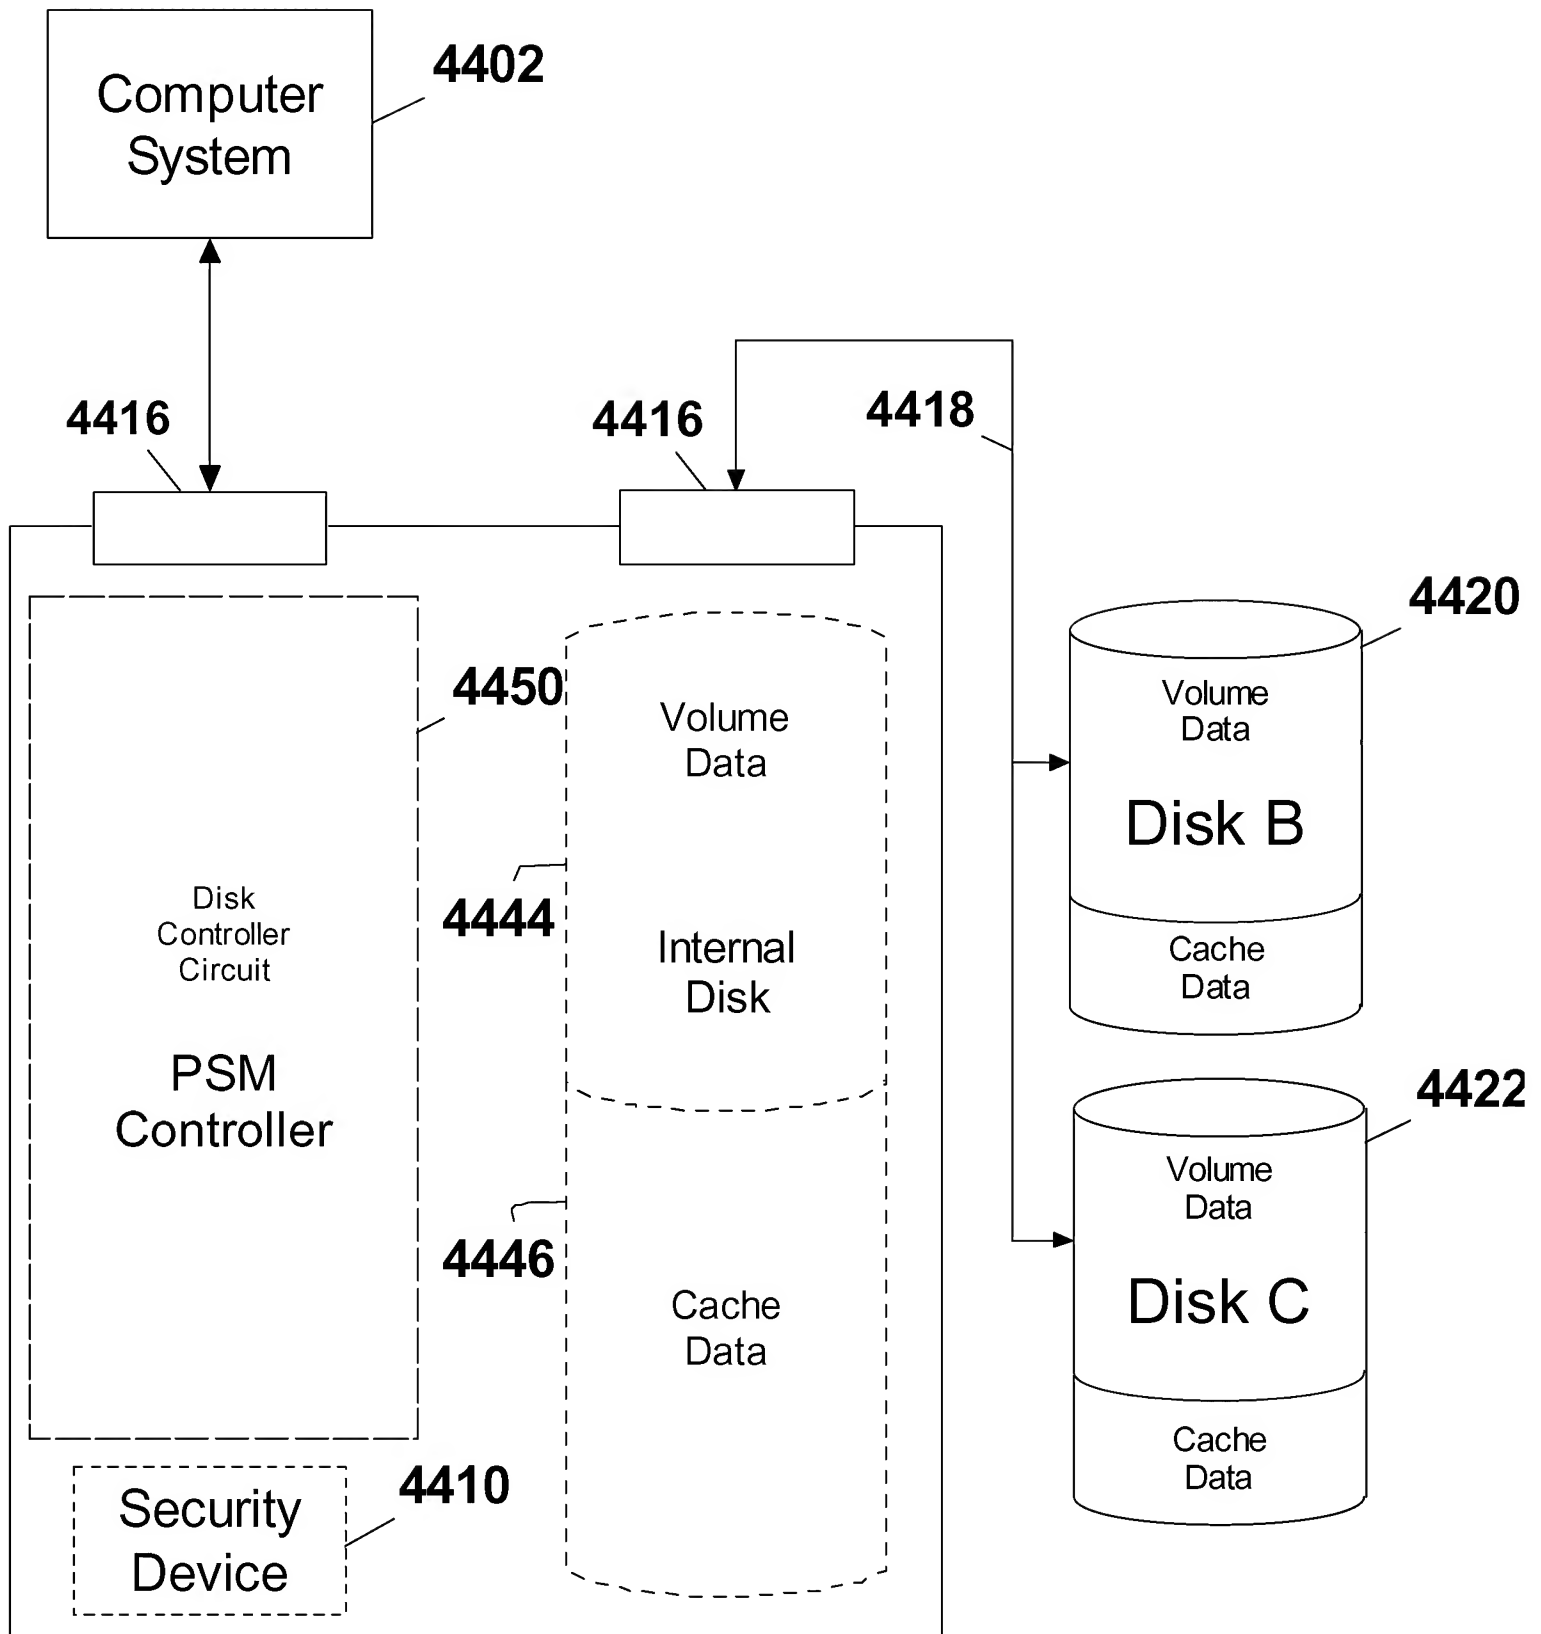 Computer
System
4402
4416
4416
4418
4420
4450
Volume
Data
Volume
Data
Disk B
Disk
Controller
Circuit
4444
Internal
Disk
Cache
Data
PSM
Controller
4422
Volume
Data
4446
Cache
Data
Disk C
Cache
Data
Security
Device
4410